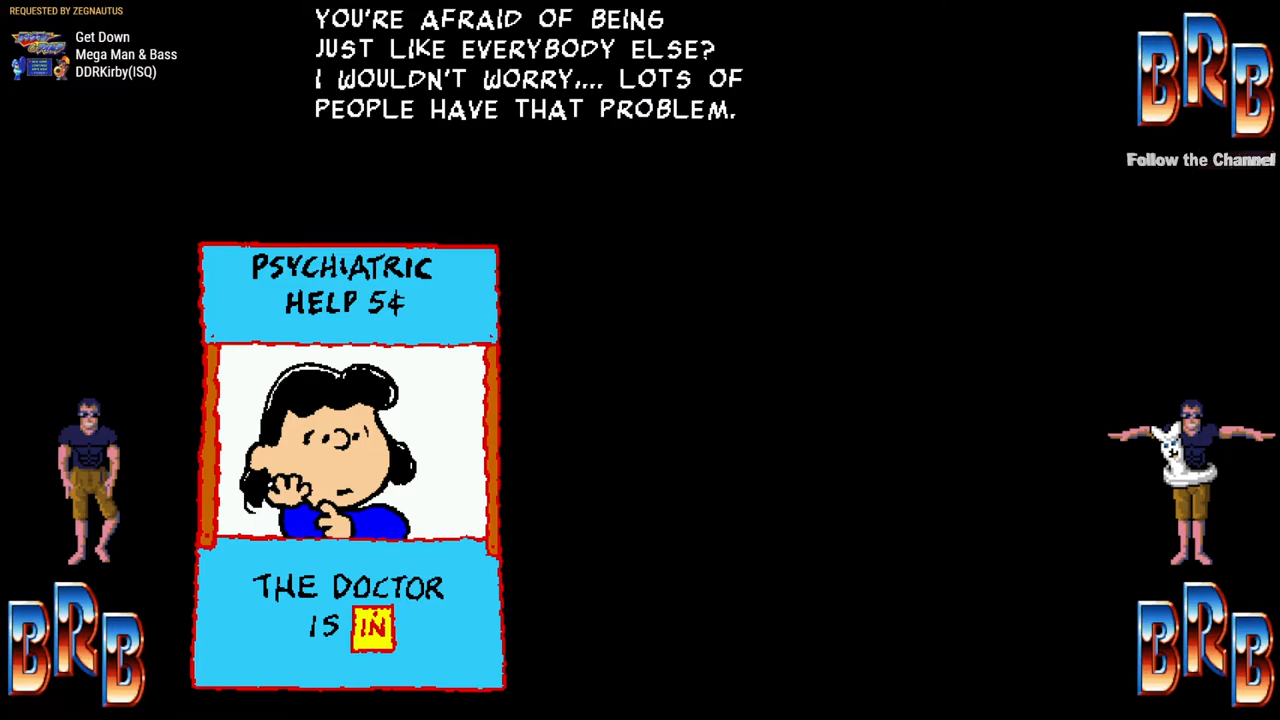 REQUESTED BY ZEGNAUTUS
Get Down
Mega Man & Bass
DDRKirby(ISQ)
YOU'RE AFRAID OF BEING
JUST LIKE EVERYBODY ELSE?
I WOULDN'T WORRY,... LOTS OF
PEOPLE HAVE THAT PROBLEM.
BRB
Follow the Channel
PSYCHIATRIC
HELP 5¢
THE DOCTOR
IS IN
BRB
BRB